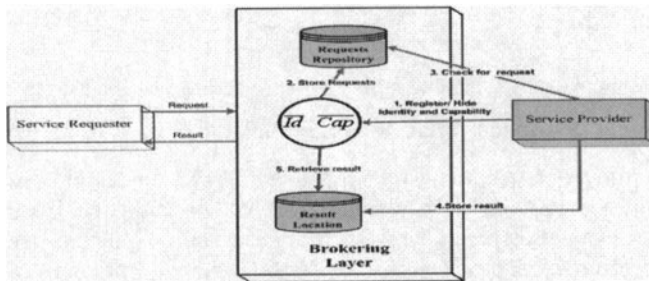 Requests
Repository
2. Store Requests
3. Check for request
Request
1. Register/ Hide
Identity and Capability
Service Requester
Id Cap
Service Provider
Result
5. Retrieve result
4.Store result
Result
Location
Brokering
Layer